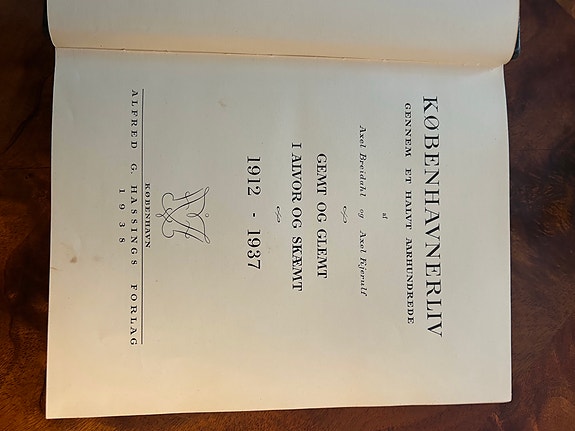 KØBENHAVNERLIV
GENNEM ET HALVT AARHUNDREDE
af
Axel Breidahl og Axel Kjerulf
GEMT OG GLEMT
I ALVOR OG SKÆMT
1912 - 1937
KØBENHAVN
ALFRED G. HASSINGS FORLAG
1938